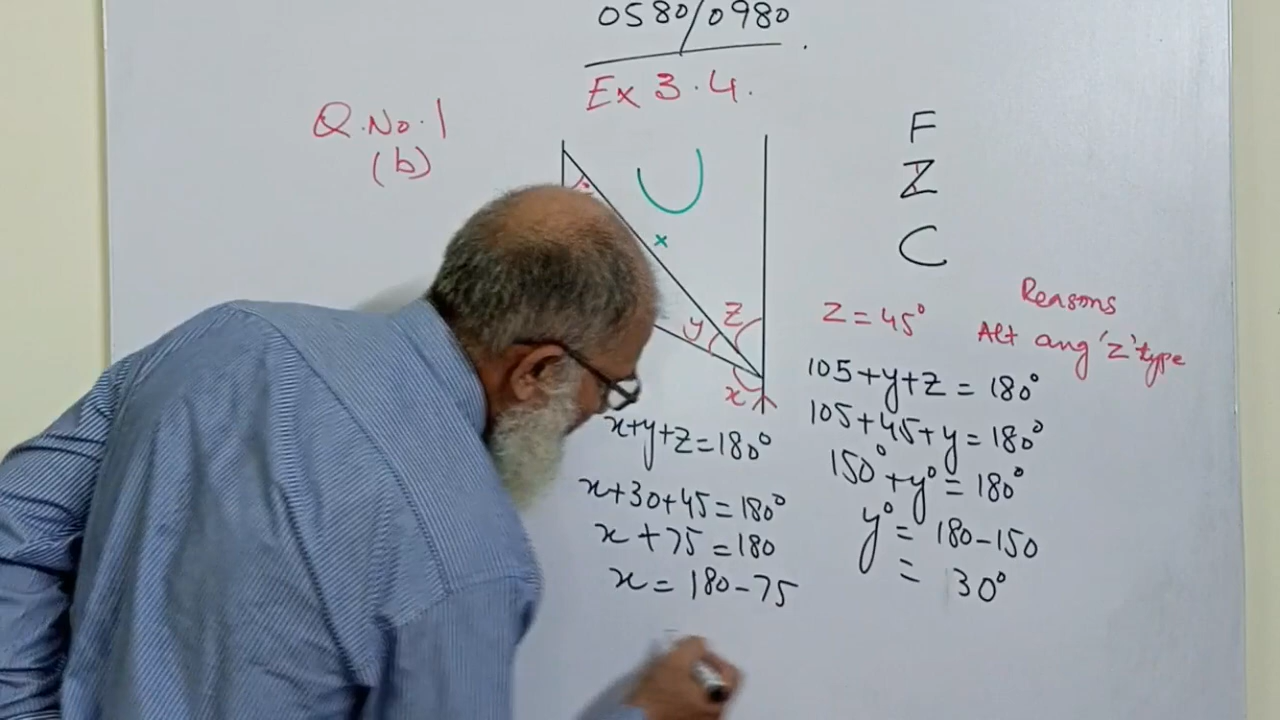 0580/0980
Ex 3.4.
Q.No.1
(b)
F
Z
C
x
y
z
x
z = 45°
Reasons
Alt ang 'Z' type
105+y+z = 180°
105+45+y = 180°
150°+y° = 180°
y° = 180-150
= 30°
x+y+z=180°
x+30+45=180°
x+75=180
x=180-75